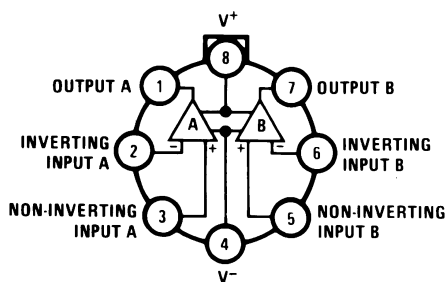 V+
8
OUTPUT A
1
7
OUTPUT B
A
B
INVERTING
INPUT A
2
−
+
+
−
6
INVERTING
INPUT B
NON-INVERTING
INPUT A
3
5
NON-INVERTING
INPUT B
4
V−